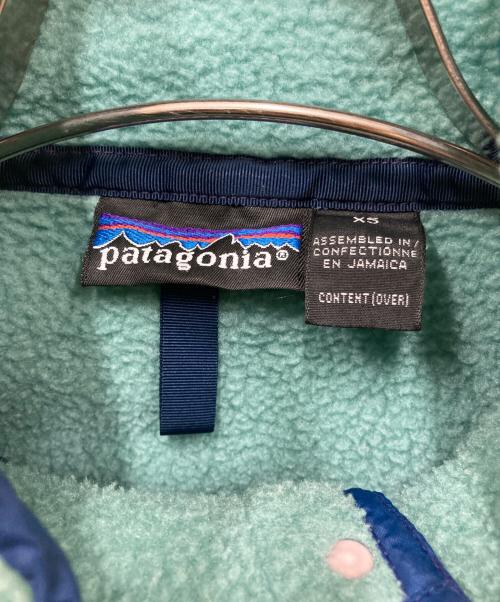 patagonia®
XS
ASSEMBLED IN/
CONFECTIONNE
EN JAMAICA
CONTENT (OVER)